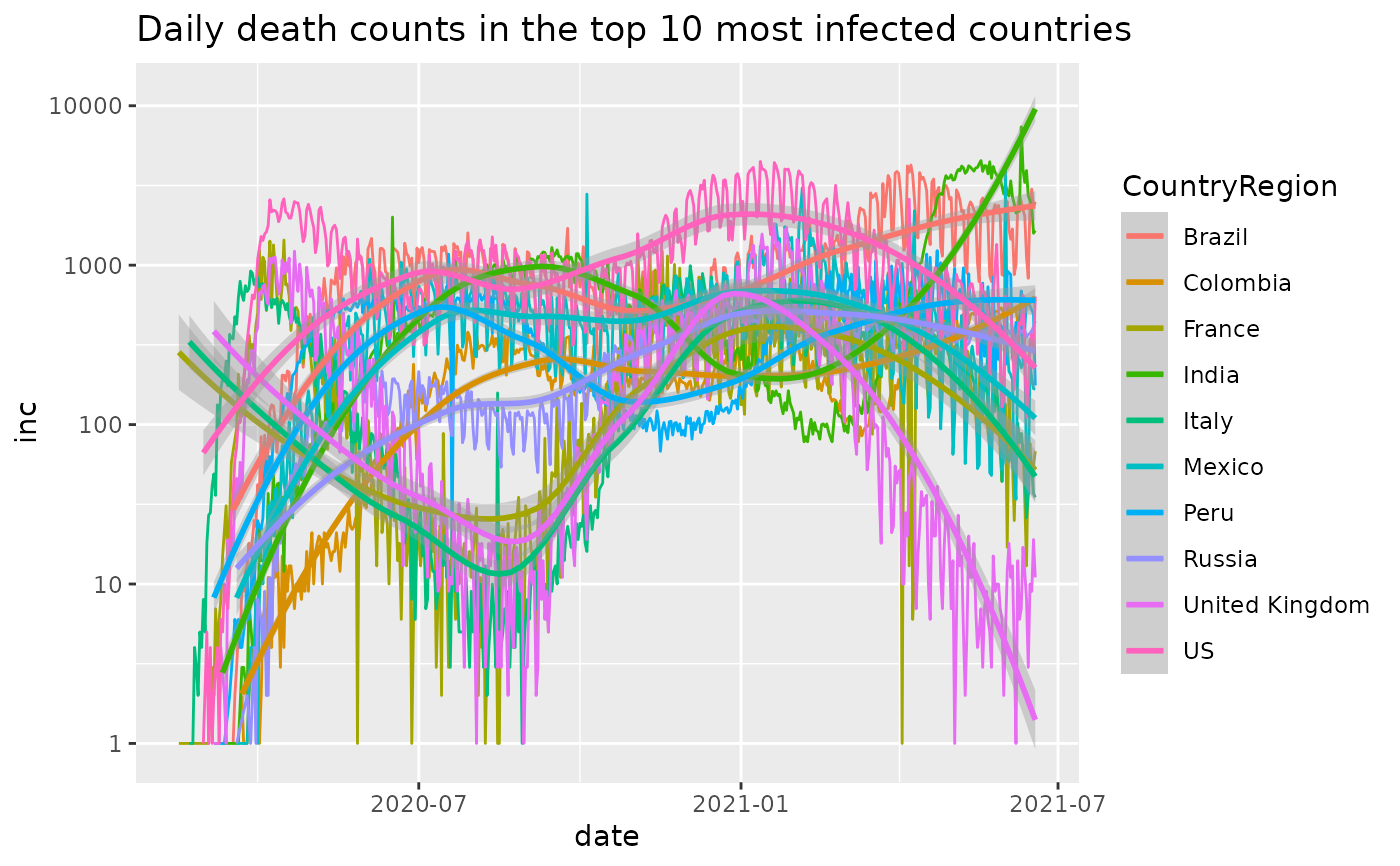 Daily death counts in the top 10 most infected countries
10000
1000
100
10
1
inc
2020-07
2021-01
2021-07
date
CountryRegion
Brazil
Colombia
France
India
Italy
Mexico
Peru
Russia
United Kingdom
US